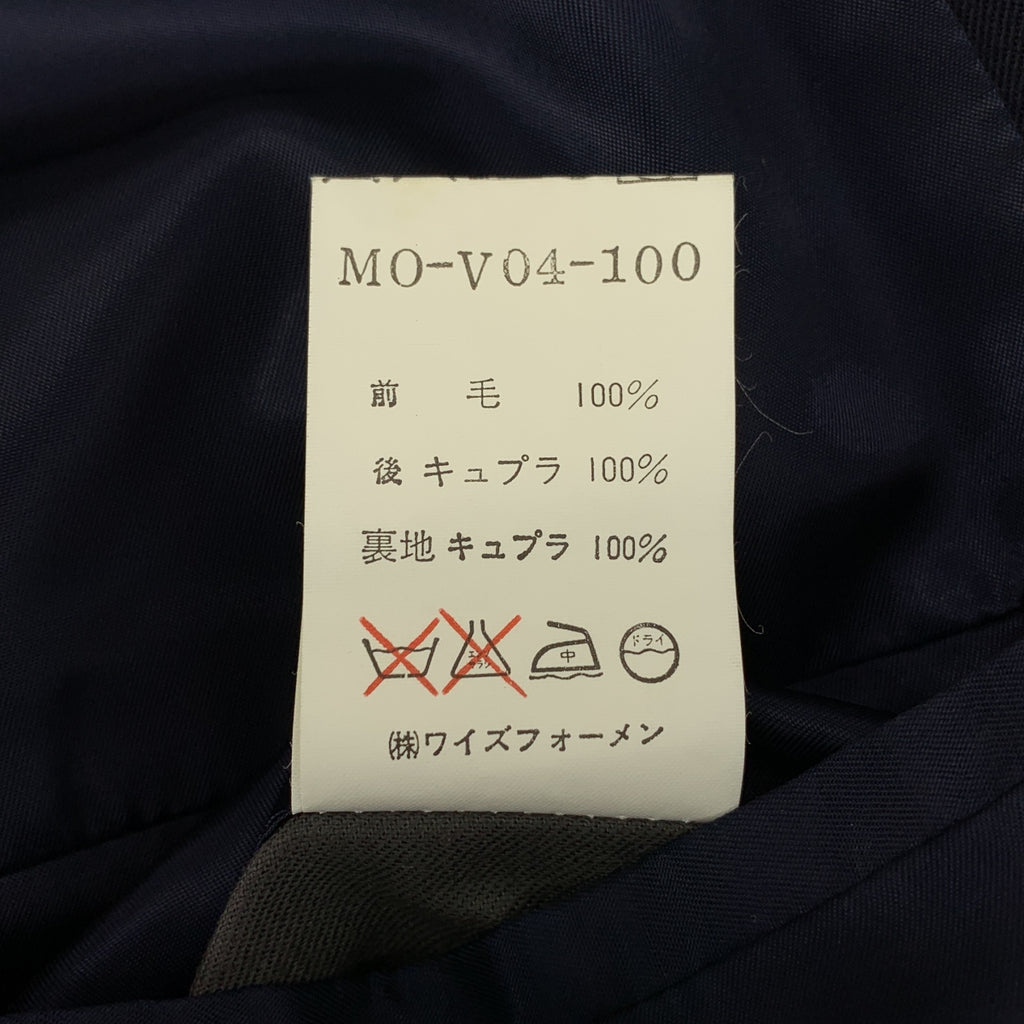 MO-V04-100
前 毛 100%
後 キュプラ 100%
裏地 キュプラ 100%
中 ドライ
㈱ワイズフォーメン